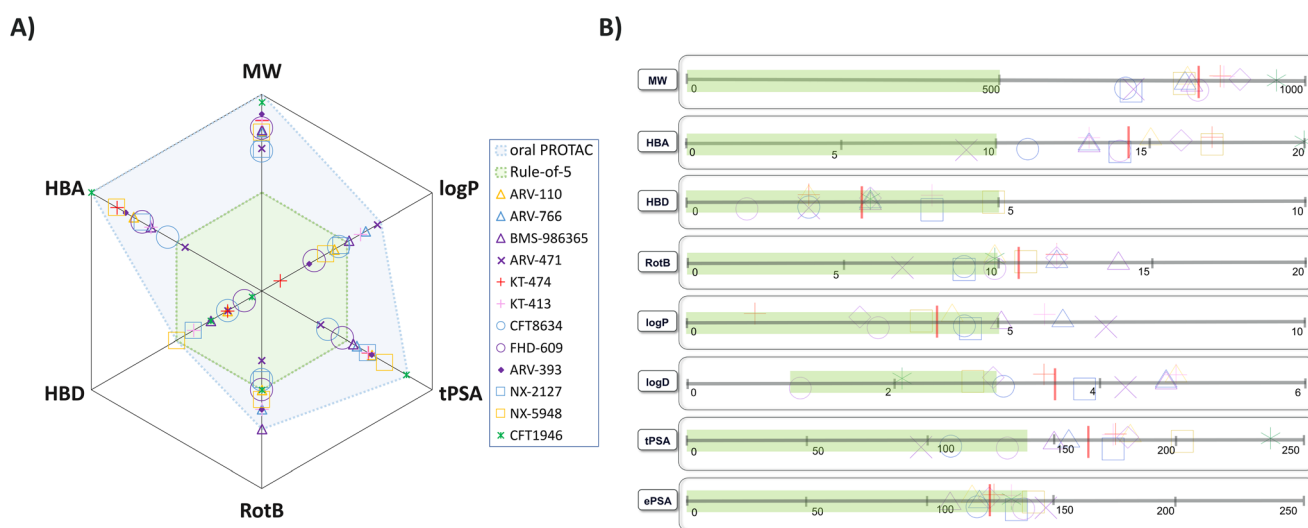 A)
MW
logP
tPSA
RotB
HBD
HBA
oral PROTAC
Rule-of-5
ARV-110
ARV-766
BMS-986365
ARV-471
KT-474
KT-413
CFT8634
FHD-609
ARV-393
NX-2127
NX-5948
CFT1946
B)
MW
0 500 1000
HBA
0 5 10 15 20
HBD
0 5 10
RotB
0 5 10 15 20
logP
0 5 10
logD
0 2 4 6
tPSA
0 50 100 150 200 250
ePSA
0 50 100 150 200 250